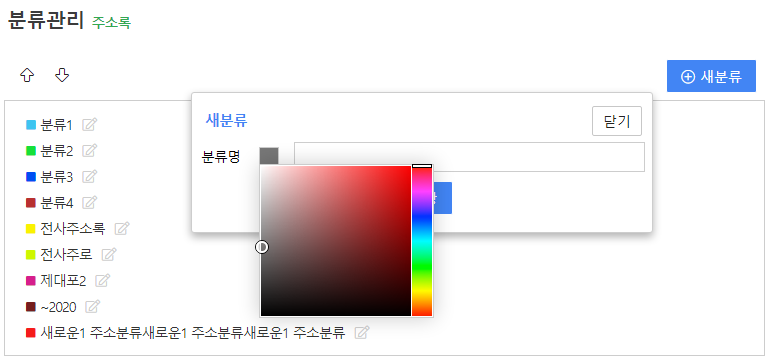 분류관리 주소록
새분류
새분류
닫기
분류명
분류1
분류2
분류3
분류4
전사주소록
전사주로
제대포2
~2020
새로운1 주소분류새로운1 주소분류새로운1 주소분류